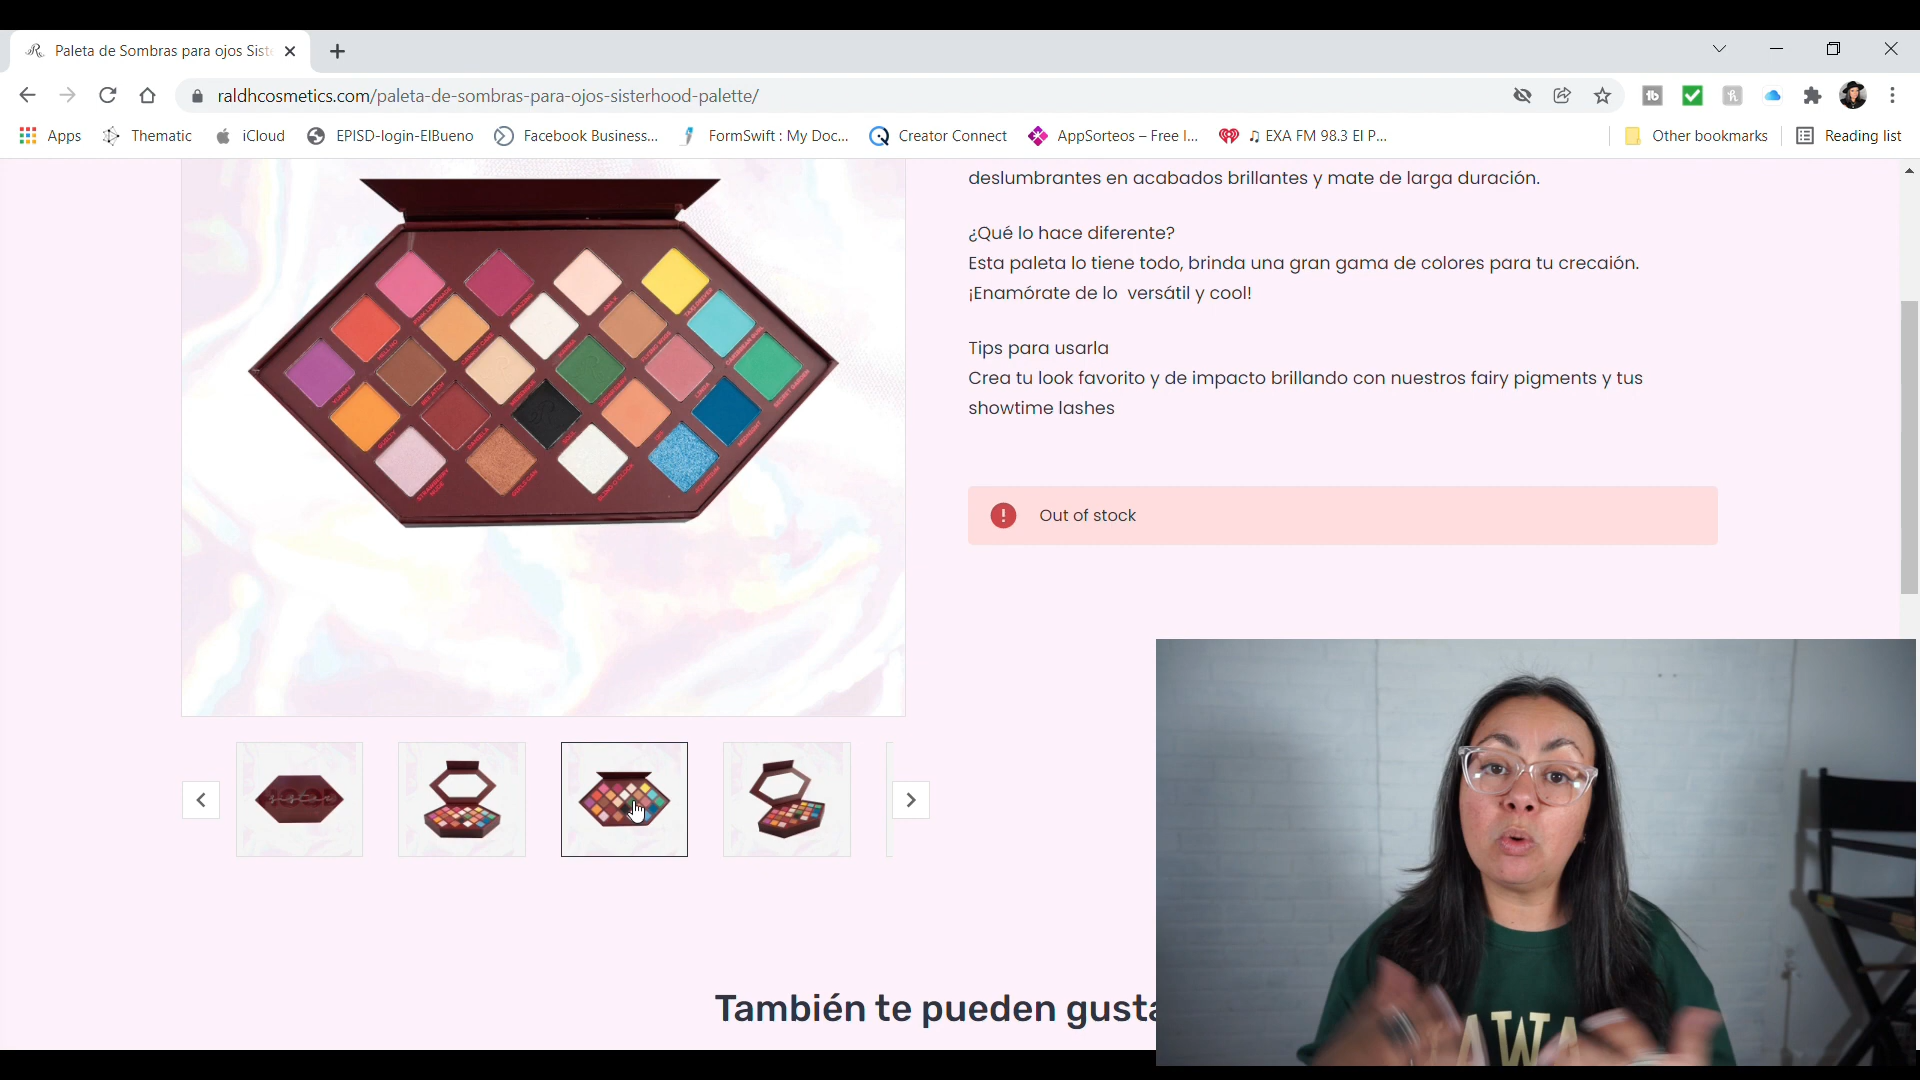 Paleta de Sombras para ojos Sist
raldhcosmetics.com/paleta-de-sombras-para-ojos-sisterhood-palette/
Apps
Thematic
iCloud
EPISD-login-ElBueno
Facebook Business...
FormSwift : My Doc...
Creator Connect
AppSorteos – Free I...
♫ EXA FM 98.3 El P...
Other bookmarks
Reading list
deslumbrantes en acabados brillantes y mate de larga duración.
¿Qué lo hace diferente?
Esta paleta lo tiene todo, brinda una gran gama de colores para tu crecaión.
¡Enamórate de lo versátil y cool!
Tips para usarla
Crea tu look favorito y de impacto brillando con nuestros fairy pigments y tus
showtime lashes
Out of stock
sister
También te pueden gusta
AWA